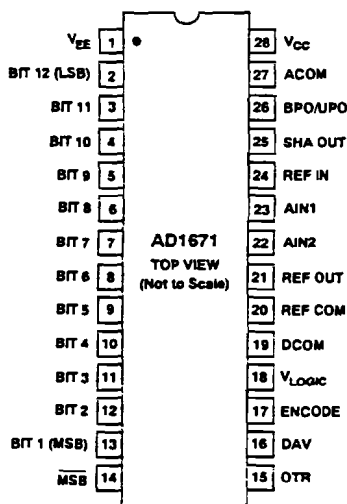 V_EE 1 28 V_CC
BIT 12 (LSB) 2 27 ACOM
BIT 11 3 26 BPO/UPO
BIT 10 4 25 SHA OUT
BIT 9 5 24 REF IN
BIT 8 6 23 AIN1
BIT 7 7 22 AIN2
AD1671
TOP VIEW
(Not to Scale)
BIT 6 8 21 REF OUT
BIT 5 9 20 REF COM
BIT 4 10 19 DCOM
BIT 3 11 18 V_LOGIC
BIT 2 12 17 ENCODE
BIT 1 (MSB) 13 16 DAV
M̅S̅B̅ 14 15 OTR